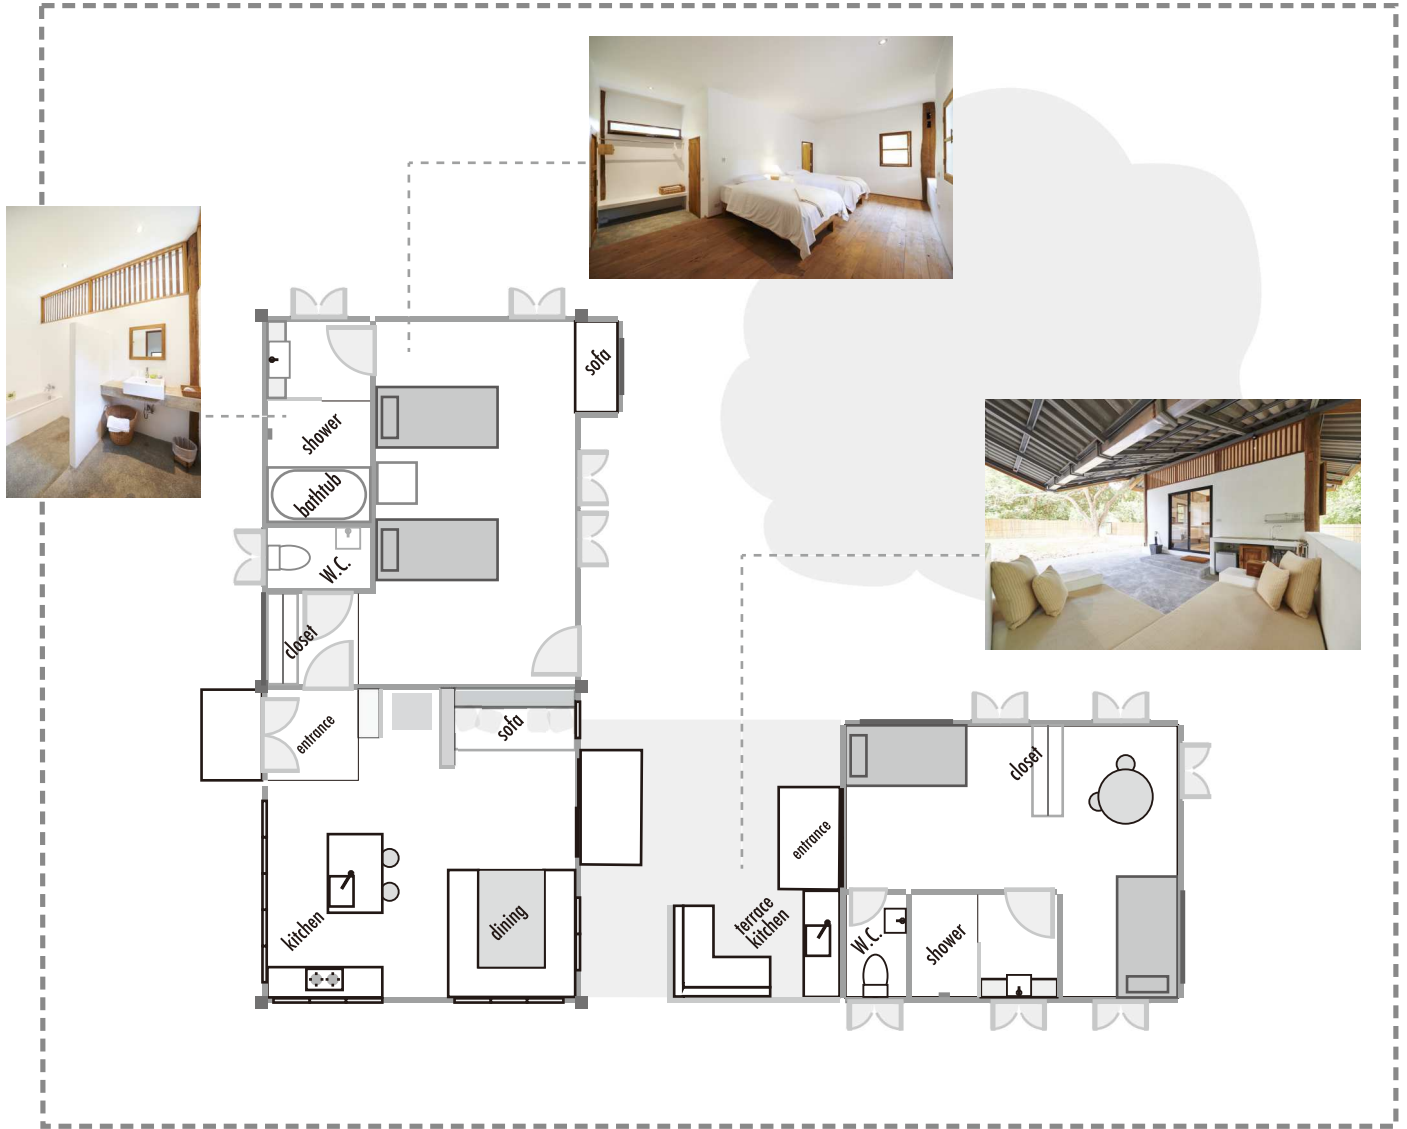 sofa
shower
bathtub
W.C.
closet
entrance
sofa
kitchen
dining
entrance
terrace
kitchen
closet
W.C.
shower